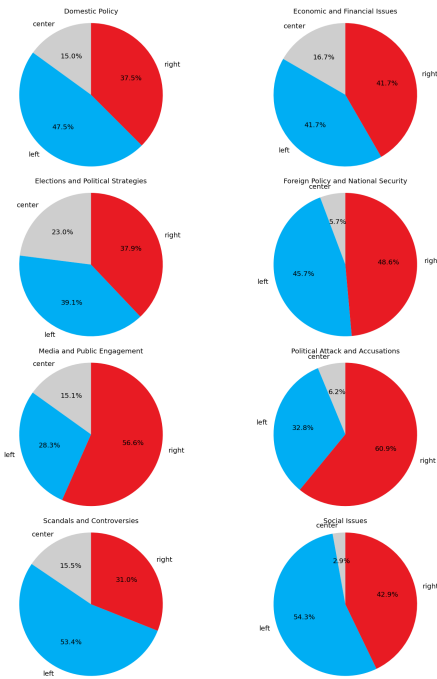 Domestic Policy
center
15.0%
37.5%
right
47.5%
left
Economic and Financial Issues
center
16.7%
41.7%
right
41.7%
left
Elections and Political Strategies
center
23.0%
37.9%
right
39.1%
left
Foreign Policy and National Security
center
5.7%
48.6%
righ
45.7%
left
Media and Public Engagement
center
15.1%
28.3%
56.6%
left
right
Political Attack and Accusations
center
6.2%
left
32.8%
60.9%
right
Scandals and Controversies
center
15.5%
31.0%
right
53.4%
left
Social Issues
center
2.9%
42.9%
right
54.3%
left